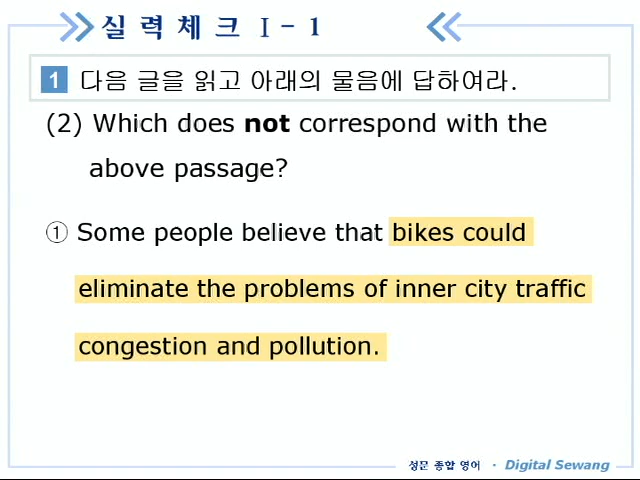 실 력 체 크 I - 1
1 다음 글을 읽고 아래의 물음에 답하여라.
(2) Which does not correspond with the
above passage?
① Some people believe that bikes could
eliminate the problems of inner city traffic
congestion and pollution.
성문 종합 영어 · Digital Sewang